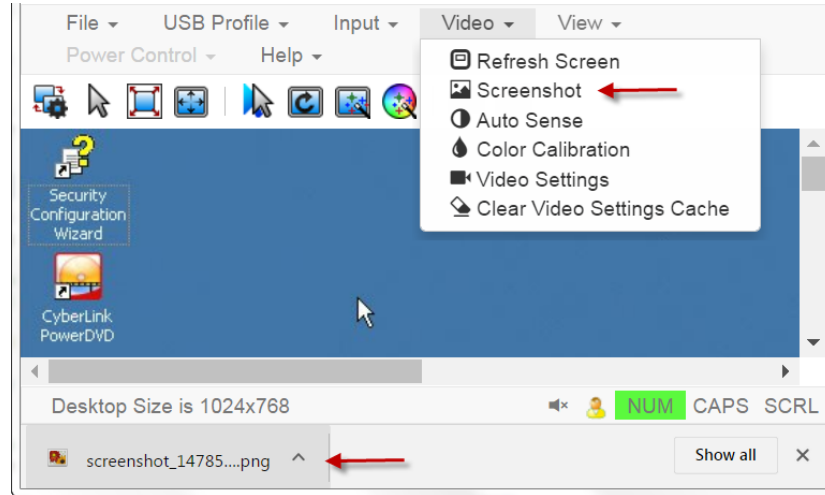 File USB Profile Input Video View
Power Control Help
Refresh Screen
Screenshot
Auto Sense
Color Calibration
Video Settings
Clear Video Settings Cache
Security
Configuration
Wizard
CyberLink
PowerDVD
Desktop Size is 1024x768 NUM CAPS SCRL
screenshot_14785....png Show all